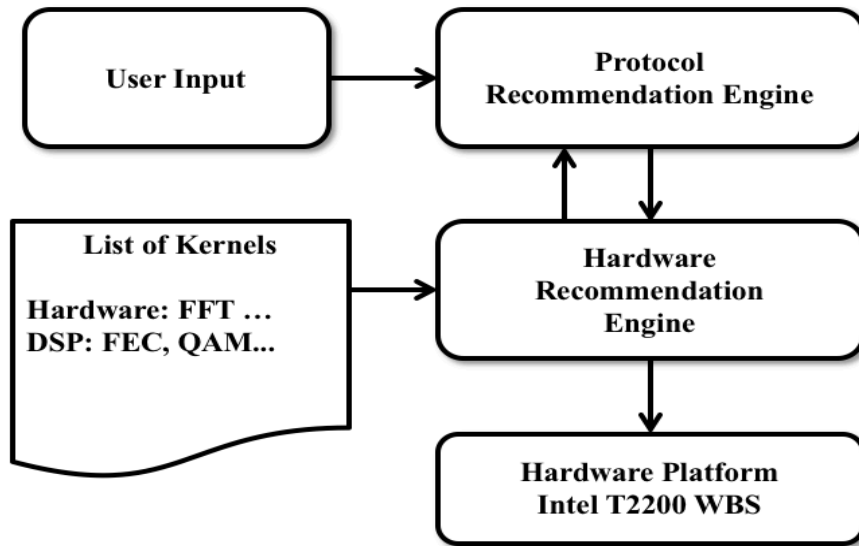 User Input
Protocol
Recommendation Engine
List of Kernels
Hardware: FFT …
DSP: FEC, QAM...
Hardware
Recommendation
Engine
Hardware Platform
Intel T2200 WBS